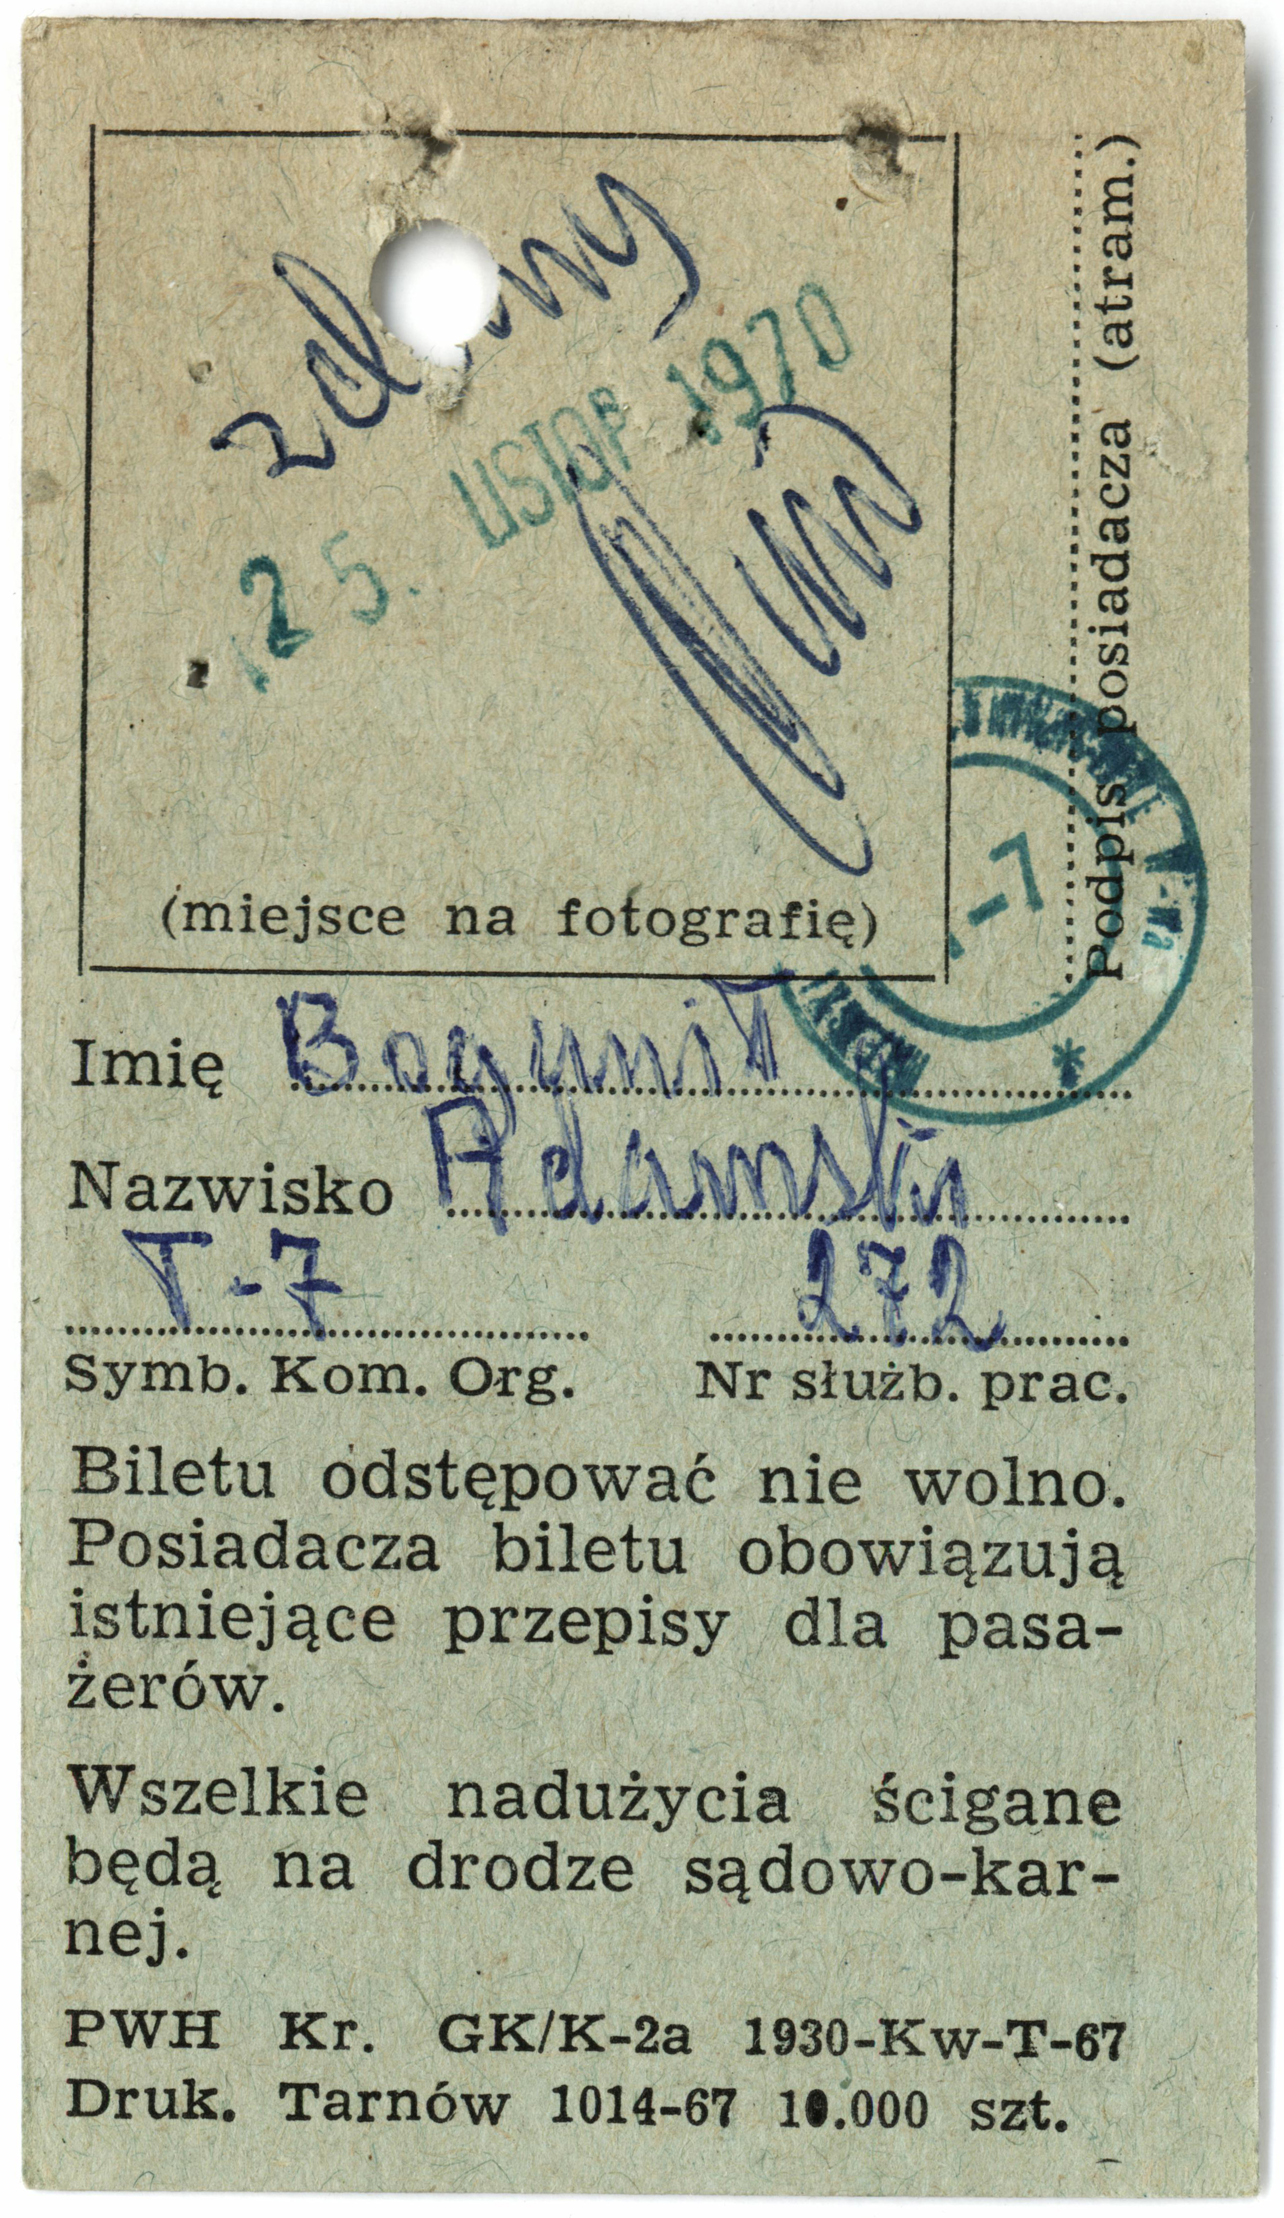 25. LISTOP 1970
(miejsce na fotografię)
Podpis posiadacza (atram.)
-7
Imię Bogumił
Nazwisko Adamski
T-7 272
Symb. Kom. Org. Nr służb. prac.
Biletu odstępować nie wolno.
Posiadacza biletu obowiązują
istniejące przepisy dla pasa-
żerów.
Wszelkie nadużycia ścigane
będą na drodze sądowo-kar-
nej.
PWH Kr. GK/K-2a 1930-Kw-T-67
Druk. Tarnów 1014-67 10.000 szt.